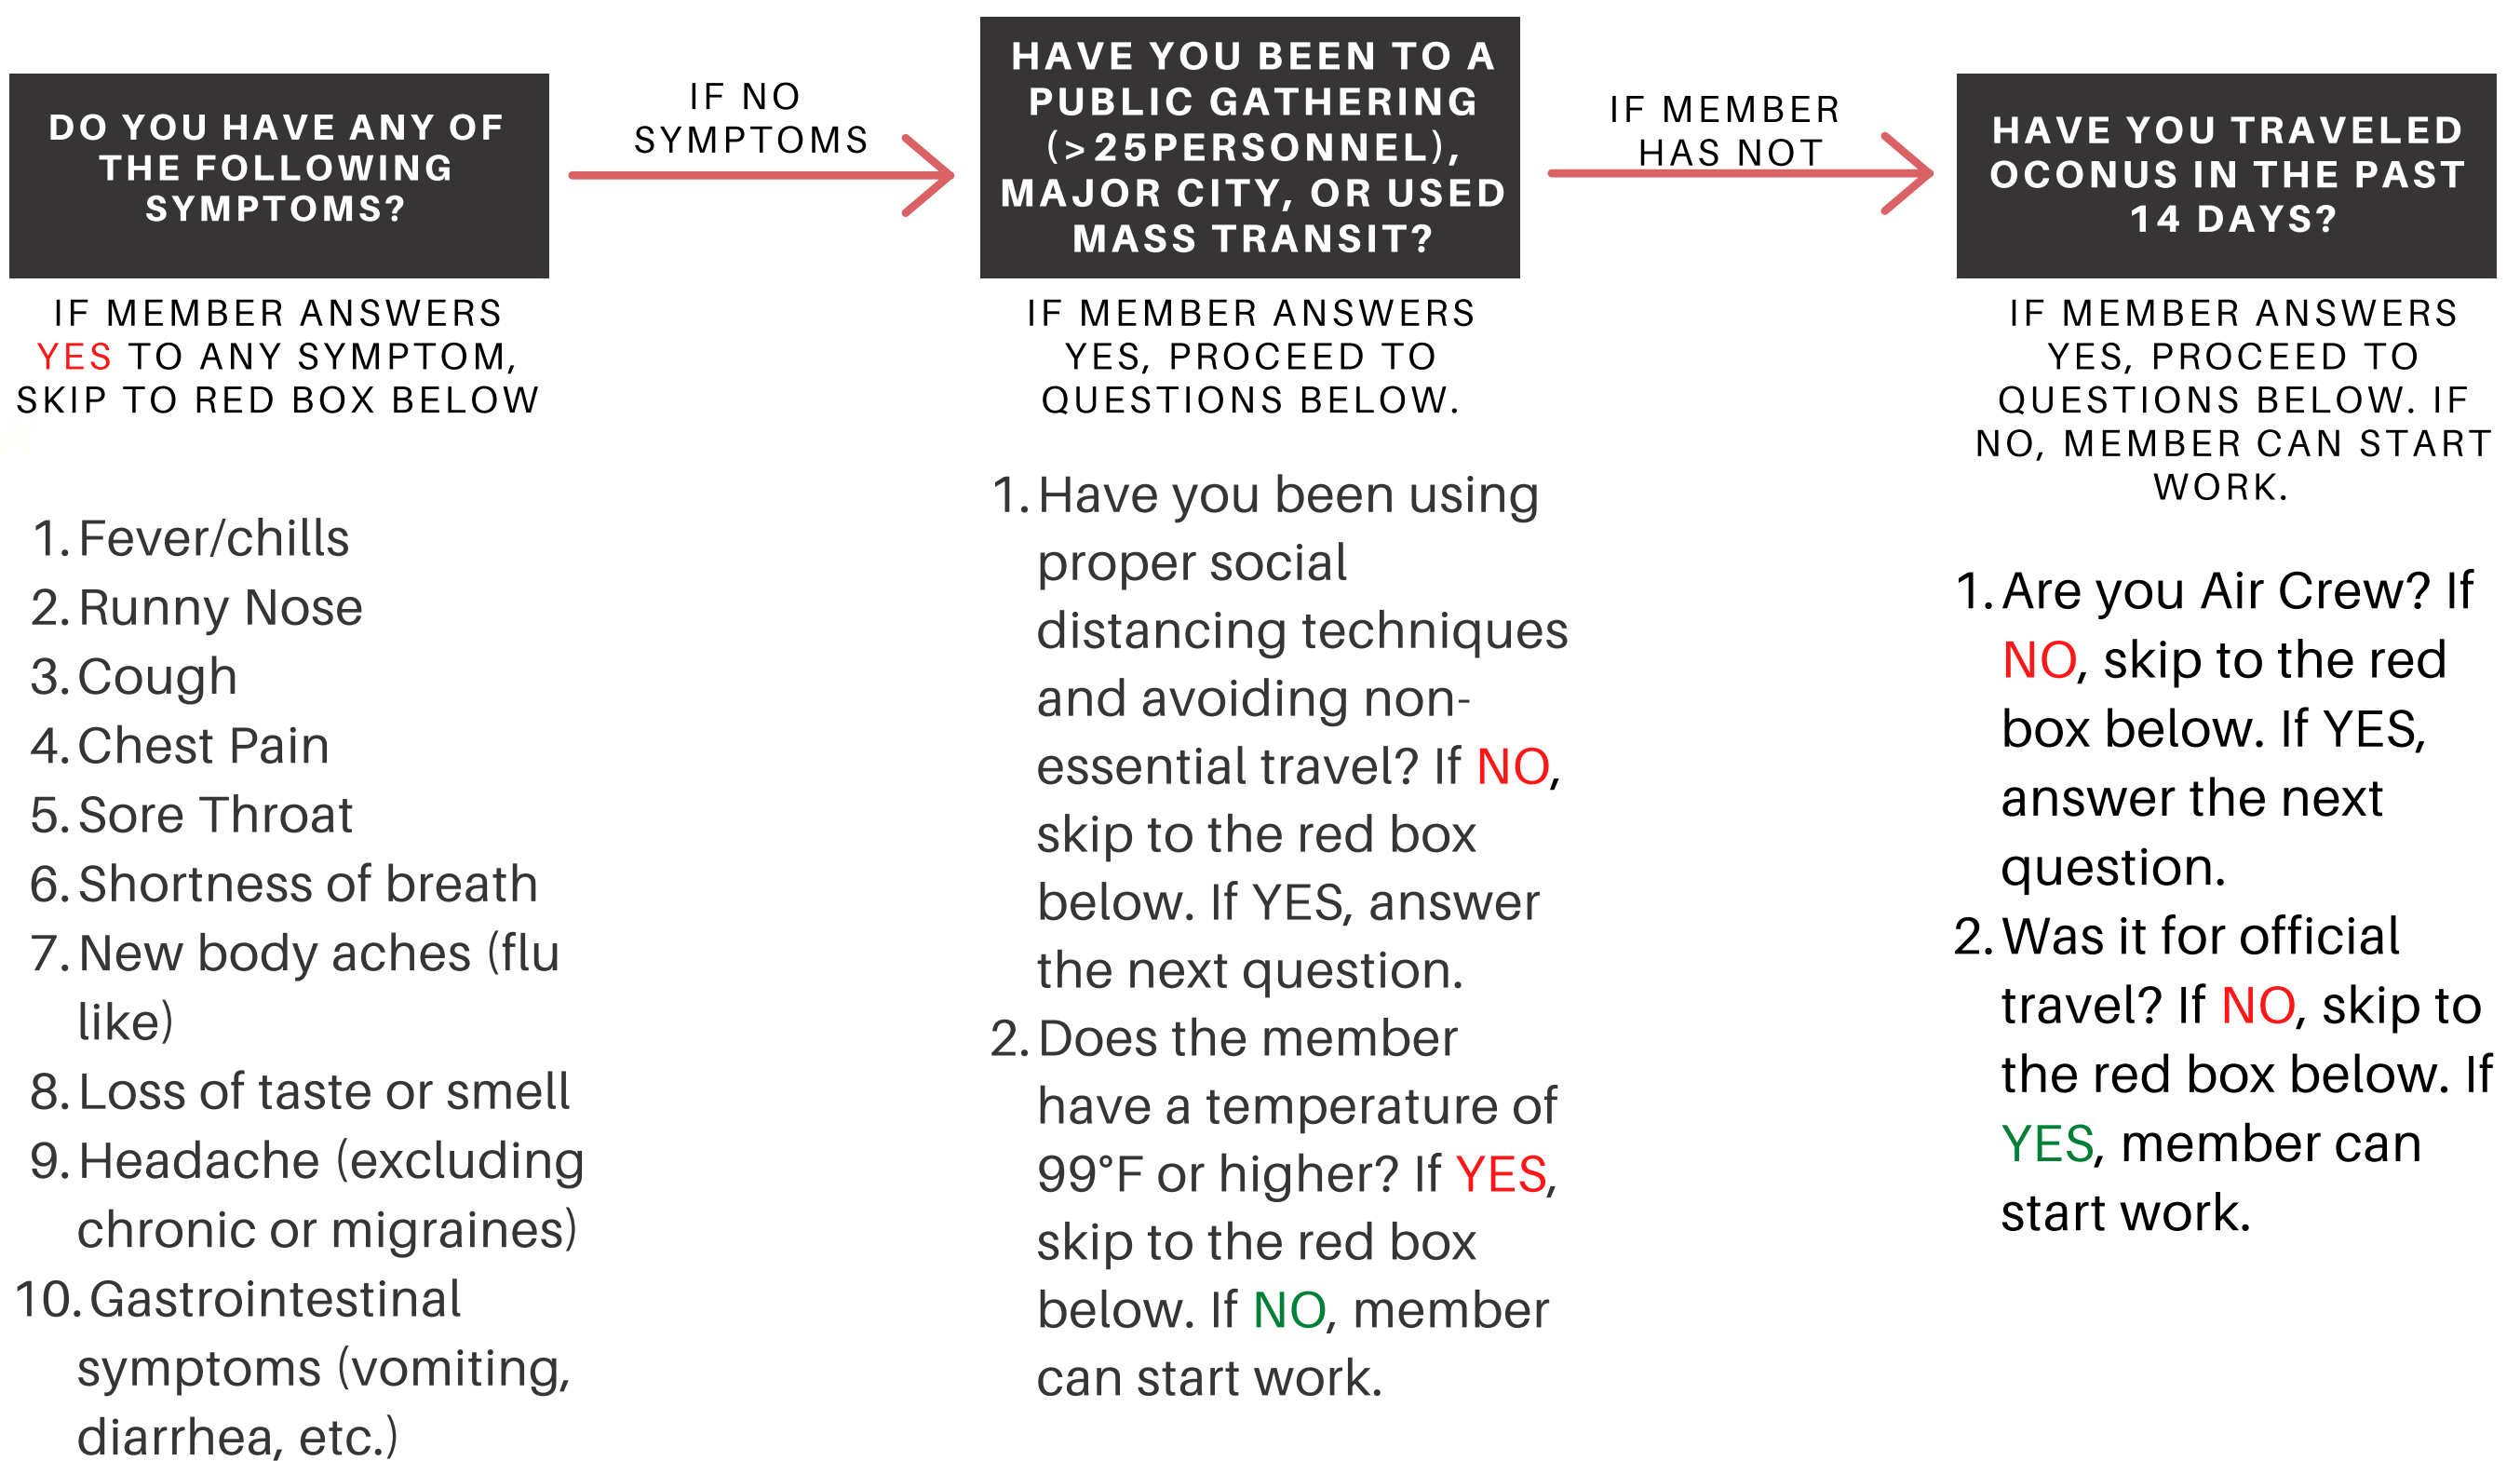 DO YOU HAVE ANY OF
THE FOLLOWING
SYMPTOMS?
IF MEMBER ANSWERS
YES TO ANY SYMPTOM,
SKIP TO RED BOX BELOW
1. Fever/chills
2. Runny Nose
3. Cough
4. Chest Pain
5. Sore Throat
6. Shortness of breath
7. New body aches (flu
like)
8. Loss of taste or smell
9. Headache (excluding
chronic or migraines)
10. Gastrointestinal
symptoms (vomiting,
diarrhea, etc.)
IF NO
SYMPTOMS
HAVE YOU BEEN TO A
PUBLIC GATHERING
(>25PERSONNEL),
MAJOR CITY, OR USED
MASS TRANSIT?
IF MEMBER ANSWERS
YES, PROCEED TO
QUESTIONS BELOW.
1. Have you been using
proper social
distancing techniques
and avoiding non-
essential travel? If NO,
skip to the red box
below. If YES, answer
the next question.
2. Does the member
have a temperature of
99°F or higher? If YES,
skip to the red box
below. If NO, member
can start work.
IF MEMBER
HAS NOT
HAVE YOU TRAVELED
OCONUS IN THE PAST
14 DAYS?
IF MEMBER ANSWERS
YES, PROCEED TO
QUESTIONS BELOW. IF
NO, MEMBER CAN START
WORK.
1. Are you Air Crew? If
NO, skip to the red
box below. If YES,
answer the next
question.
2. Was it for official
travel? If NO, skip to
the red box below. If
YES, member can
start work.